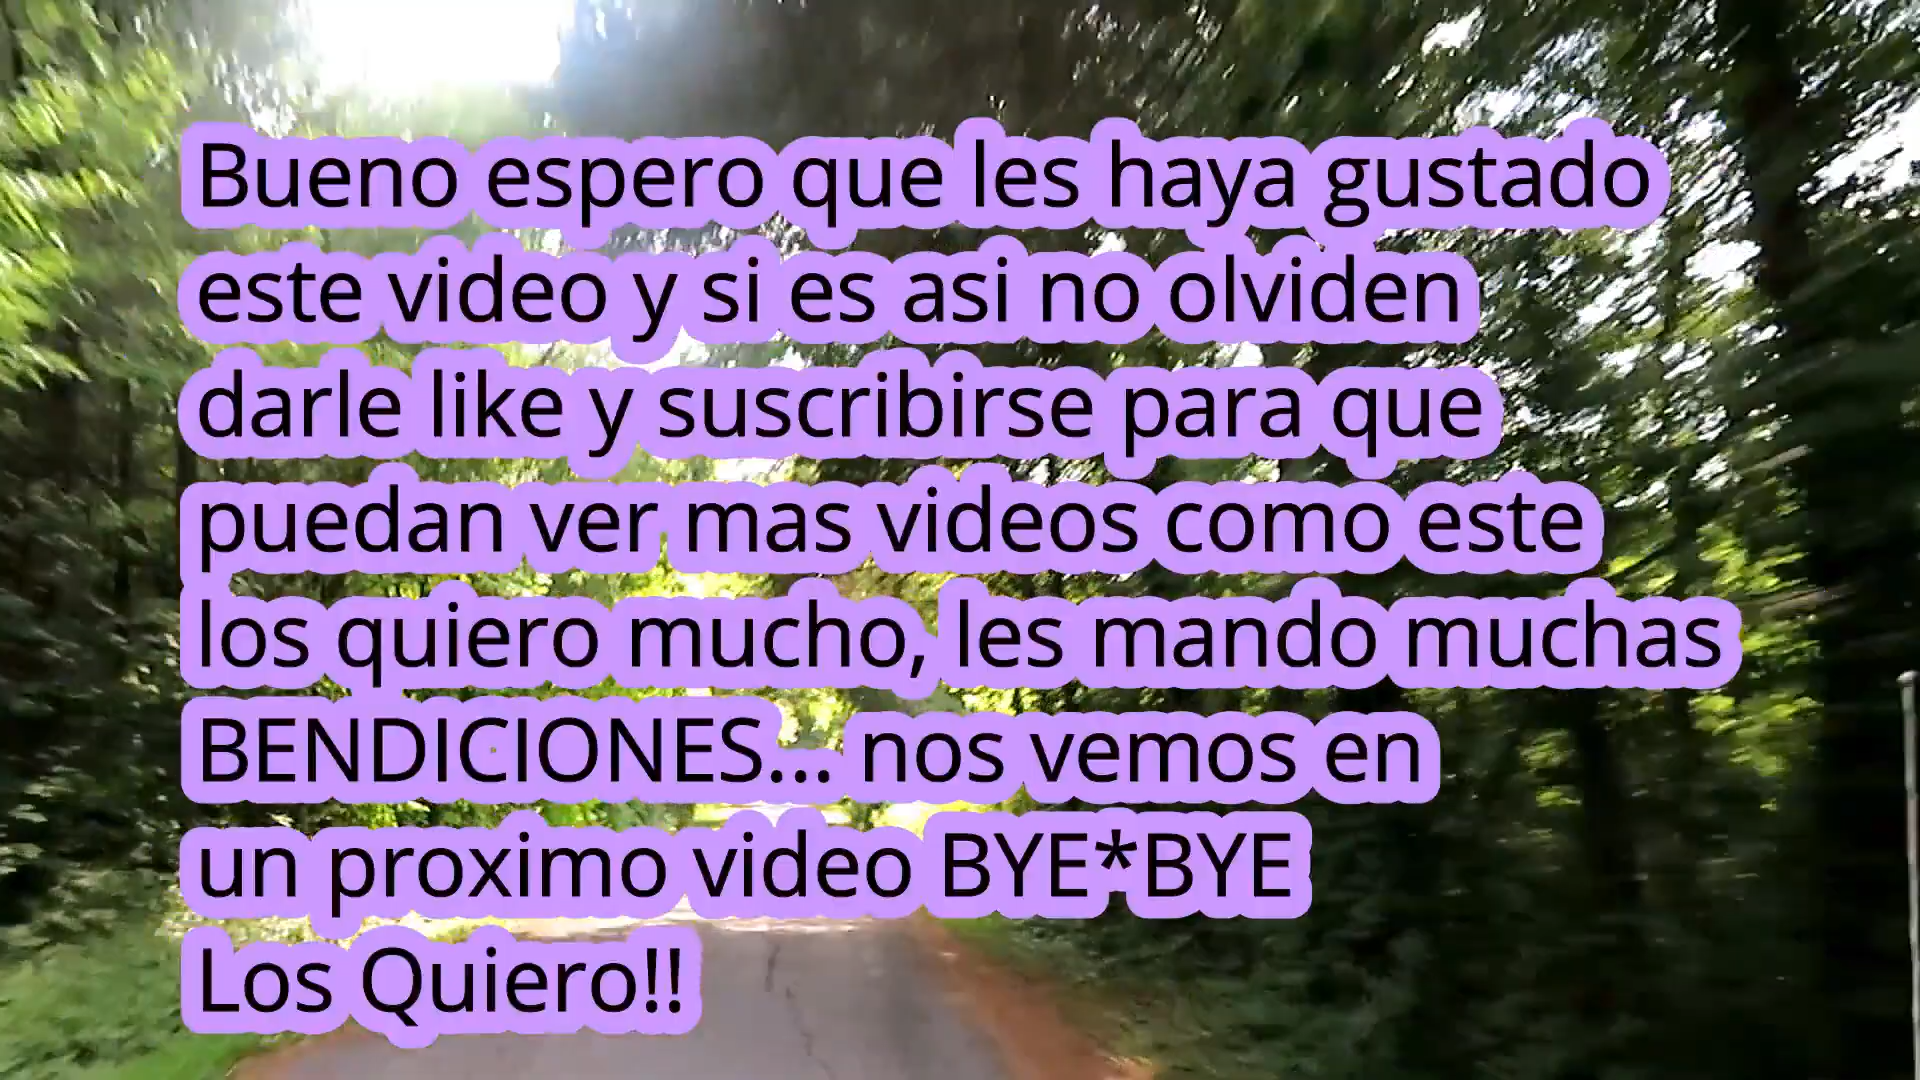 Bueno espero que les haya gustado
este video y si es asi no olviden
darle like y suscribirse para que
puedan ver mas videos como este
los quiero mucho, les mando muchas
BENDICIONES... nos vemos en
un proximo video BYE*BYE
Los Quiero!!